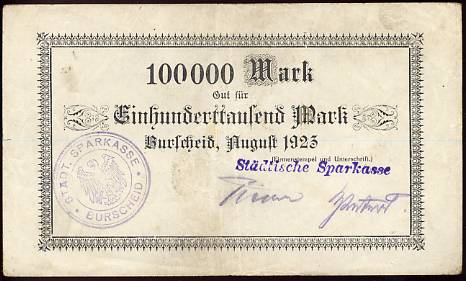 100000 Mark
Gut für
Einhunderttausend Mark
Burscheid, August 1923
(Firmenstempel und Unterschrift.)
Städtische Sparkasse
STÄDT. SPARKASSE
BURSCHEID